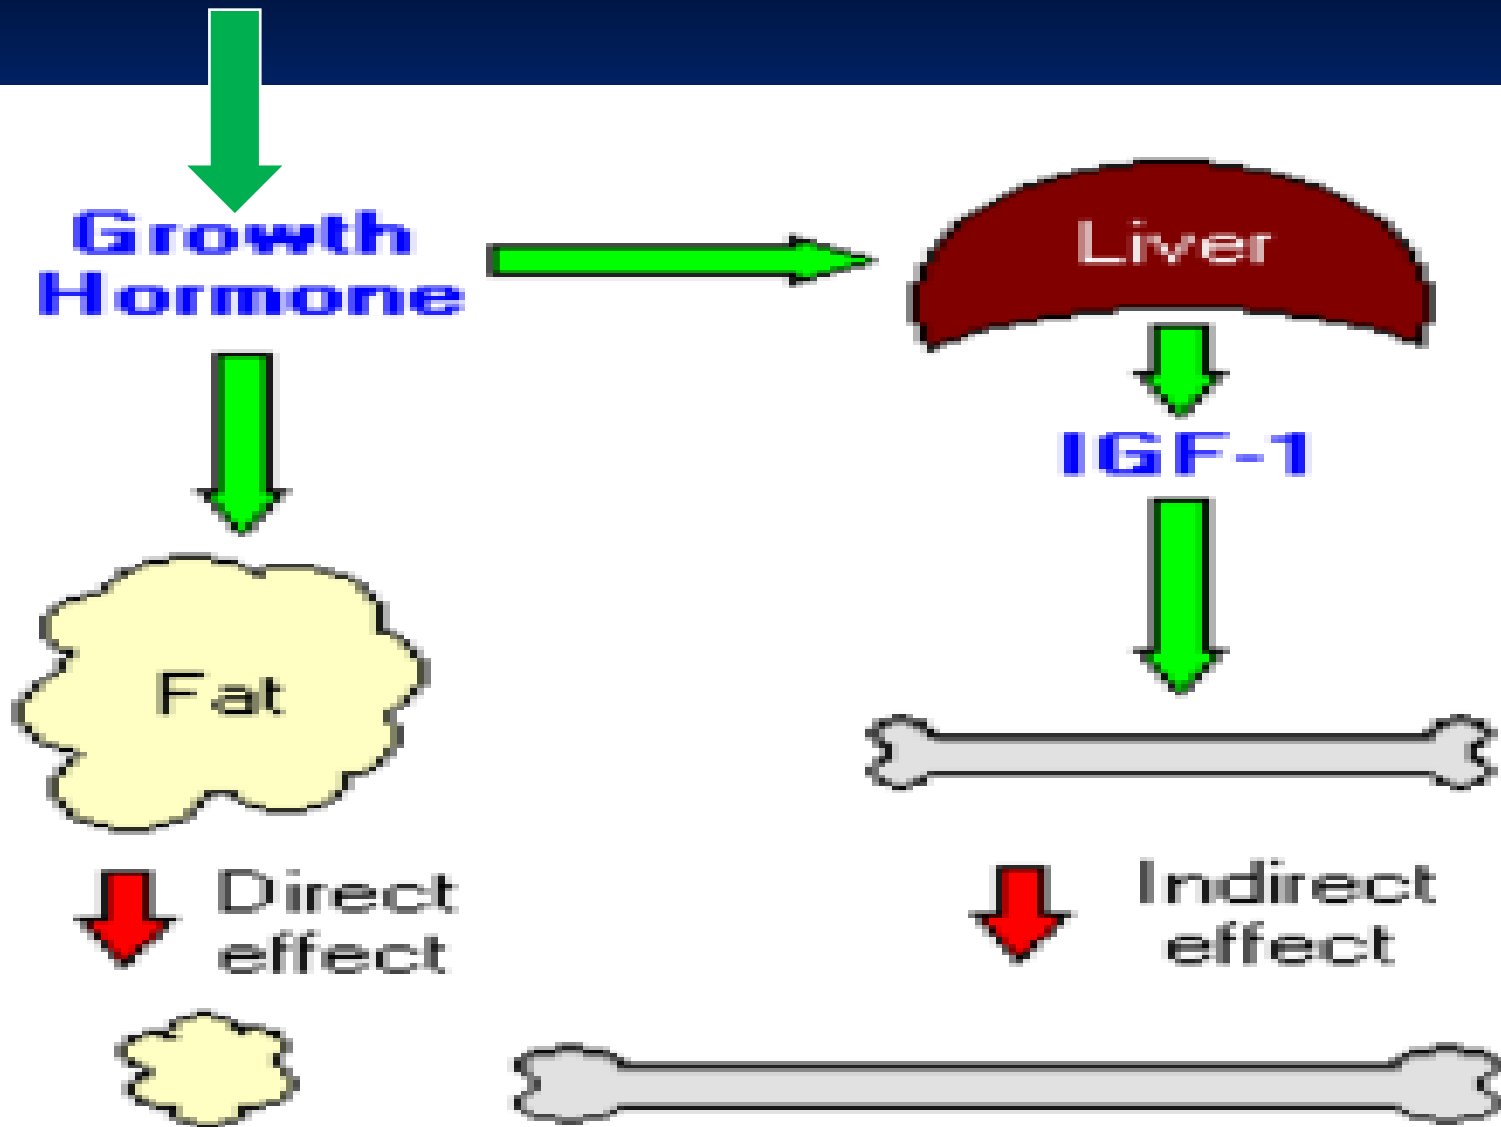 Growth
Hormone
Liver
IGF-1
Fat
Direct
effect
Indirect
effect